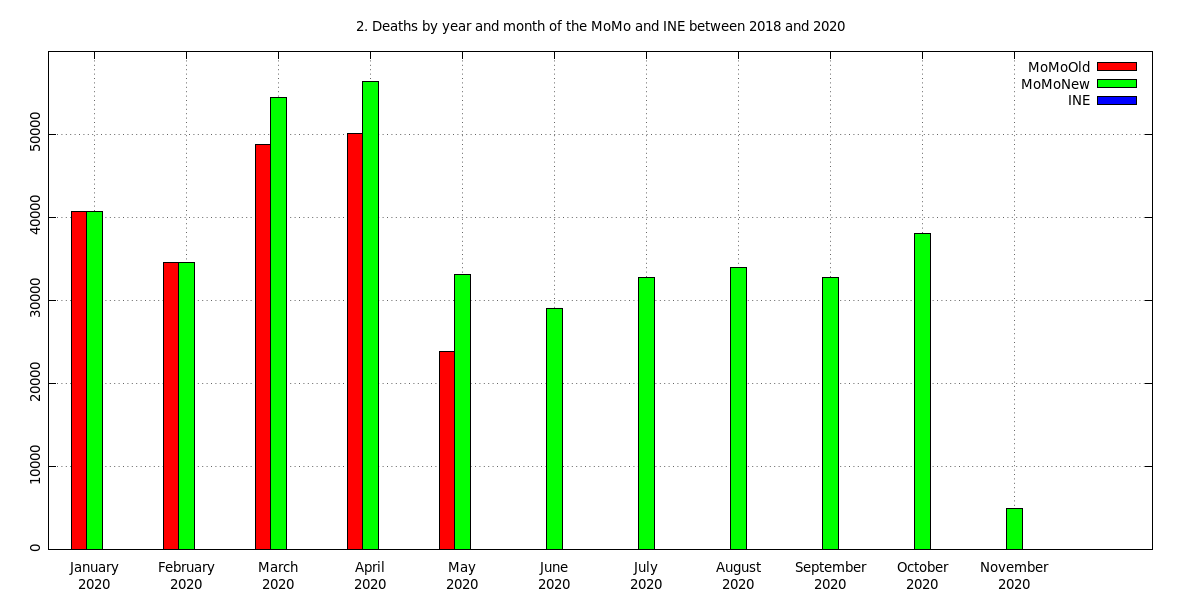 2. Deaths by year and month of the MoMo and INE between 2018 and 2020
MoMoOld
MoMoNew
INE
50000
40000
30000
20000
10000
0
January February March April May June July August September October November
2020 2020 2020 2020 2020 2020 2020 2020 2020 2020 2020